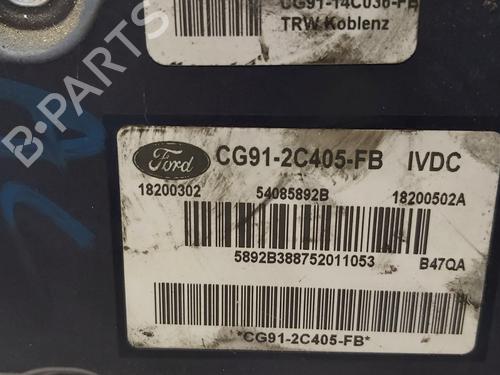 CG91-14C036-FB
TRW Koblenz
B-PARTS
Ford CG91-2C405-FB IVDC
18200302 54085892B 18200502A
5892B388752011053 B47QA
*CG91-2C405-FB*